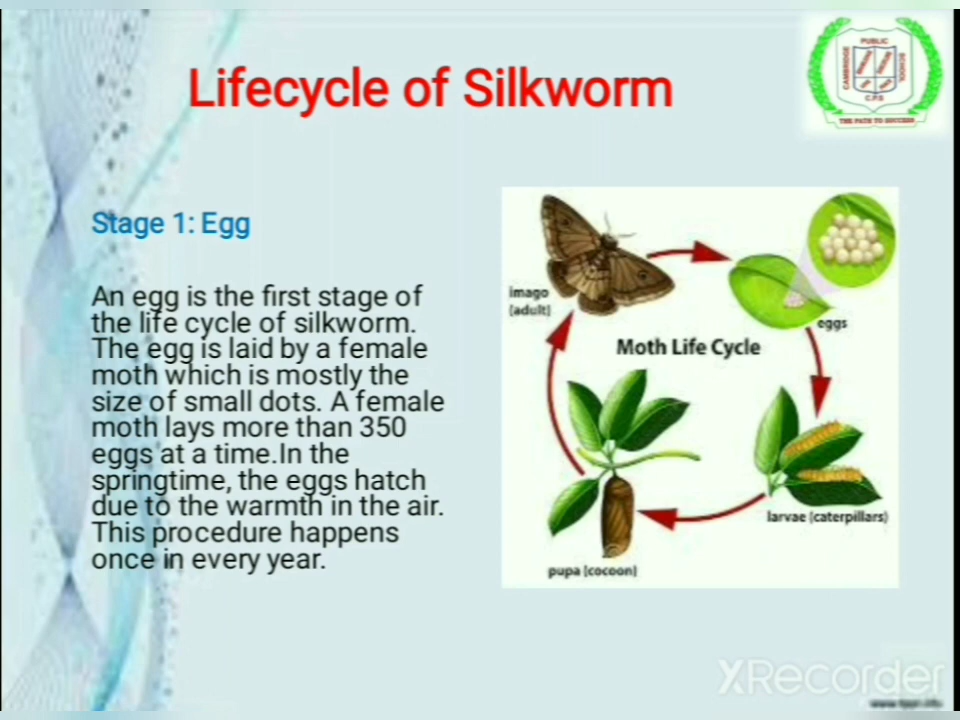 Lifecycle of Silkworm
PUBLIC
CAMBRIDGE
SCHOOL
C.P.S
THE PATH TO SUCCESS
Stage 1: Egg
An egg is the first stage of
the life cycle of silkworm.
The egg is laid by a female
moth which is mostly the
size of small dots. A female
moth lays more than 350
eggs at a time.In the
springtime, the eggs hatch
due to the warmth in the air.
This procedure happens
once in every year.
imago
(adult)
eggs
Moth Life Cycle
larvae (caterpillars)
pupa (cocoon)
XRecorder